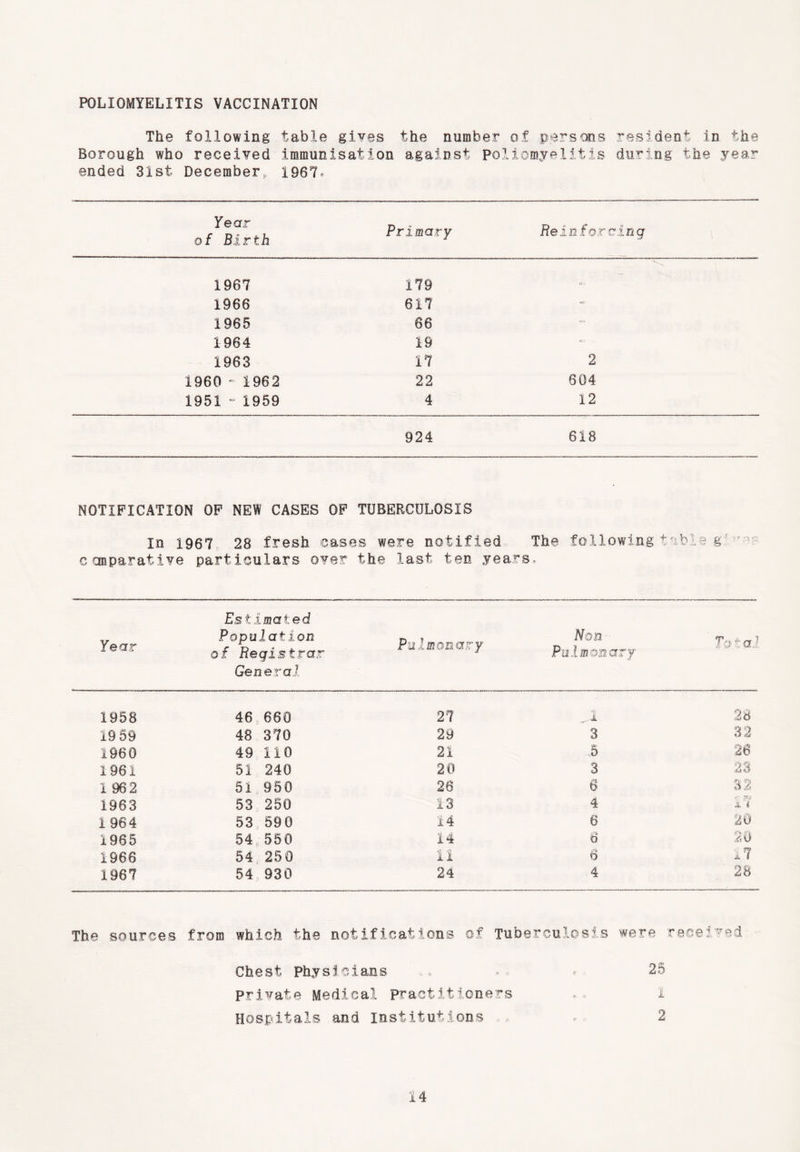 POLIOMYELITIS VACCINATION
The following table gives the number of persons resident in the
Borough who received immunisation against Poliomyelitis during the year
ended 31st December, 1967.
Year of Birth Primary Reinforcing
1967 179 -
1966 617 -
1965 66 -
1964 19 -
1963 17 2
1960 - 1962 22 604
1951 - 1959 4 12
924 618
NOTIFICATION OF NEW CASES OF TUBERCULOSIS
In 1967 28 fresh cases were notified The following table
comparative particulars over the last ten years.
Year Estimated Population of Registrar General Pulmonary Non Pulmonary Total
1958 46 660 27 1 28
1959 48 370 29 3 32
1960 49 110 21 5 26
1961 51 240 20 3 23
1962 51 950 26 6 32
1963 53 250 13 4 17
1964 53 590 14 6 20
1965 54 550 14 6 20
1966 54 250 11 6 17
1967 54 930 24 4 28
The sources from which the notifications of Tuberculosis were received
Chest Physicians 25
Private Medical Practitioners 1
Hospitals and Institutions 2
14